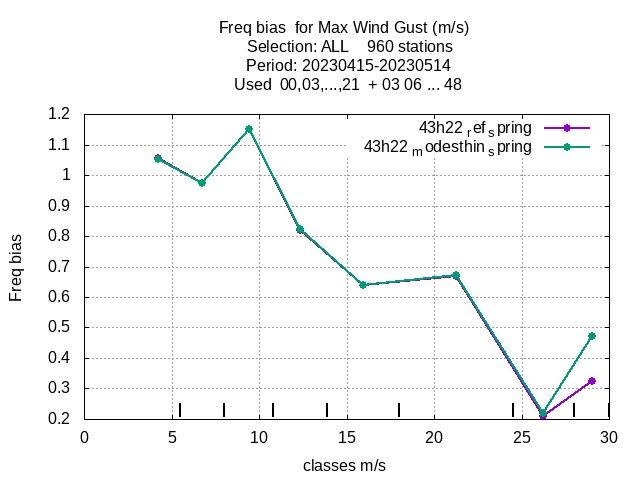 Freq bias  for Max Wind Gust (m/s)
Selection: ALL    960 stations
Period: 20230415-20230514
Used  00,03,...,21  + 03 06 ... 48
43h22 ref spring
43h22 modesthin spring
Freq bias
1.2
1.1
1
0.9
0.8
0.7
0.6
0.5
0.4
0.3
0.2
0 5 10 15 20 25 30
classes m/s